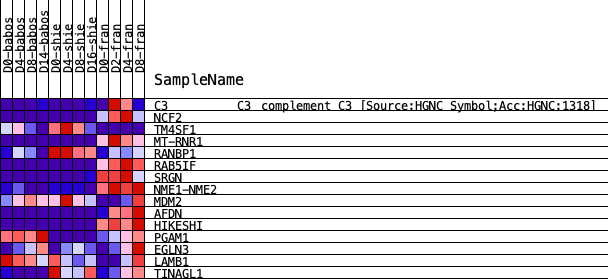 D0-babos
D4-babos
D8-babos
D14-babos
D0-shie
D4-shie
D8-shie
D16-shie
D0-fran
D2-fran
D4-fran
D8-fran
SampleName
C3 C3 complement C3 [Source:HGNC Symbol;Acc:HGNC:1318]
NCF2
TM4SF1
MT-RNR1
RANBP1
RAB5IF
SRGN
NME1-NME2
MDM2
AFDN
HIKESHI
PGAM1
EGLN3
LAMB1
TINAGL1